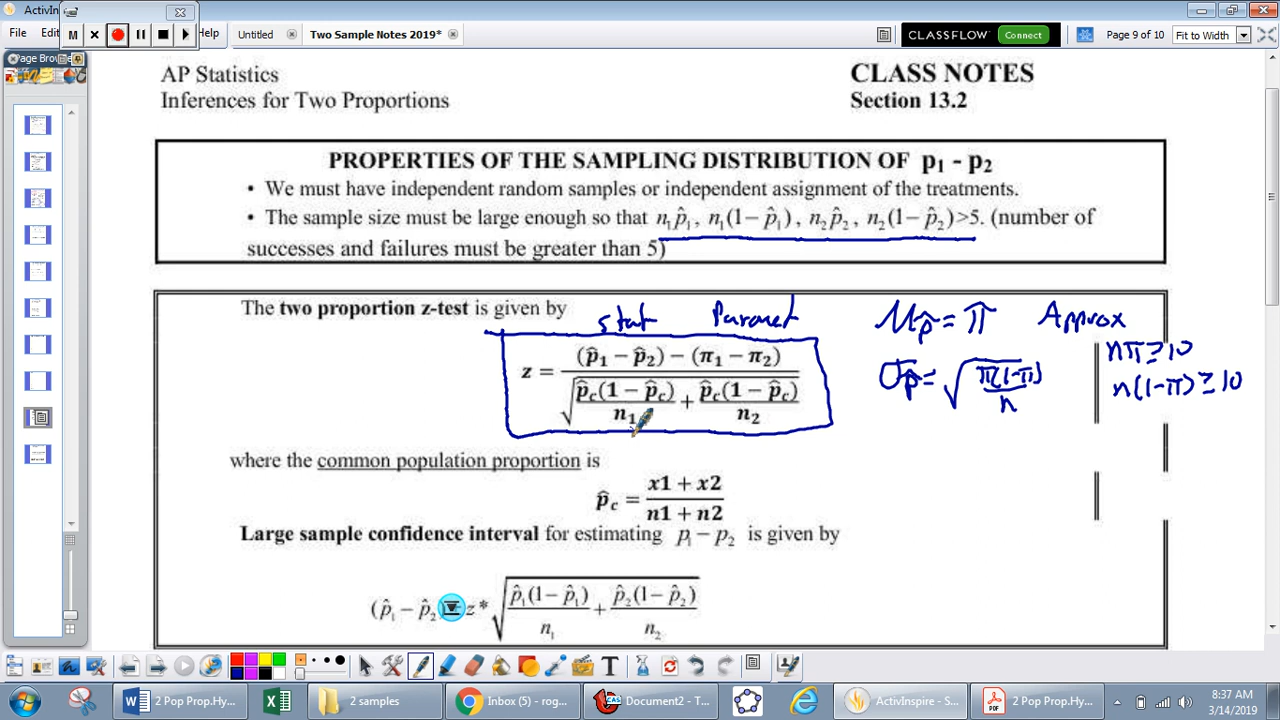 ActivIn
File Edit Help Untitled Two Sample Notes 2019* CLASSFLOW Connect Page 9 of 10 Fit to Width
M
Page Brow
AP Statistics
Inferences for Two Proportions
CLASS NOTES
Section 13.2
PROPERTIES OF THE SAMPLING DISTRIBUTION OF p₁ - p₂
• We must have independent random samples or independent assignment of the treatments.
• The sample size must be large enough so that n₁p̂₁, n₁(1−p̂₁), n₂p̂₂, n₂(1−p̂₂)>5. (number of
successes and failures must be greater than 5)
The two proportion z-test is given by
stat Paramet
z = (p̂₁ − p̂₂) − (π₁ − π₂) / √ p̂c(1 − p̂c) / n₁ + p̂c(1 − p̂c) / n₂
μp̂ = π Approx
σp̂ = √ π(1-π) / n
nπ ≥ 10
n(1-π) ≥ 10
where the common population proportion is
p̂c = x1 + x2 / n1 + n2
Large sample confidence interval for estimating p₁ − p₂ is given by
(p̂₁ − p̂₂ z* √ p̂₁(1−p̂₁) / n₁ + p̂₂(1−p̂₂) / n₂
T
2 Pop Prop.Hy... 2 samples Inbox (5) - rog... Document2 - T... ActivInspire - S... 2 Pop Prop.Hy...
8:37 AM
3/14/2019